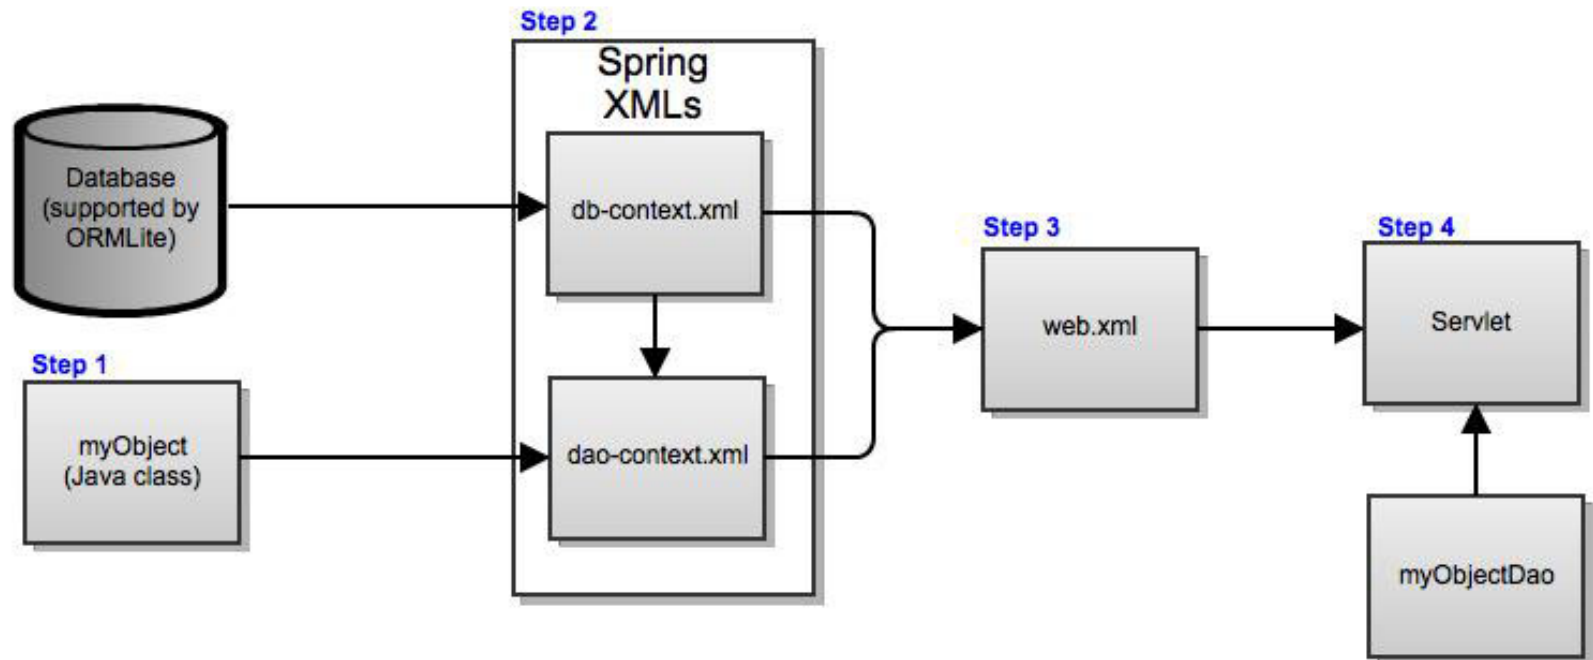 Step 2
Spring
XMLs
Database
(supported by
ORMLite)
db-context.xml
Step 1
myObject
(Java class)
dao-context.xml
Step 3
web.xml
Step 4
Servlet
myObjectDao